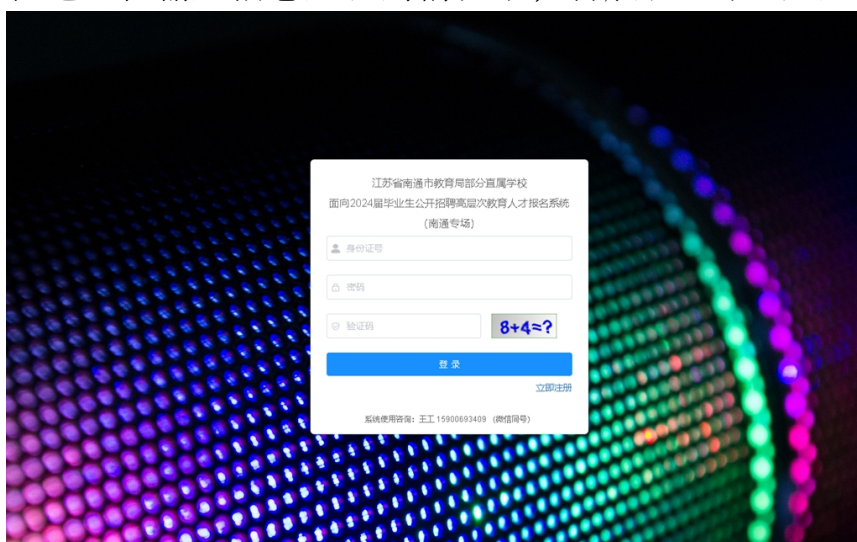 江苏省南通市教育局部分直属学校
面向2024届毕业生公开招聘高层次教育人才报名系统
(南通专场)
身份证号
密码
验证码
8+4=?
登 录
立即注册
系统使用咨询：王工 15900693409 （微信同号）